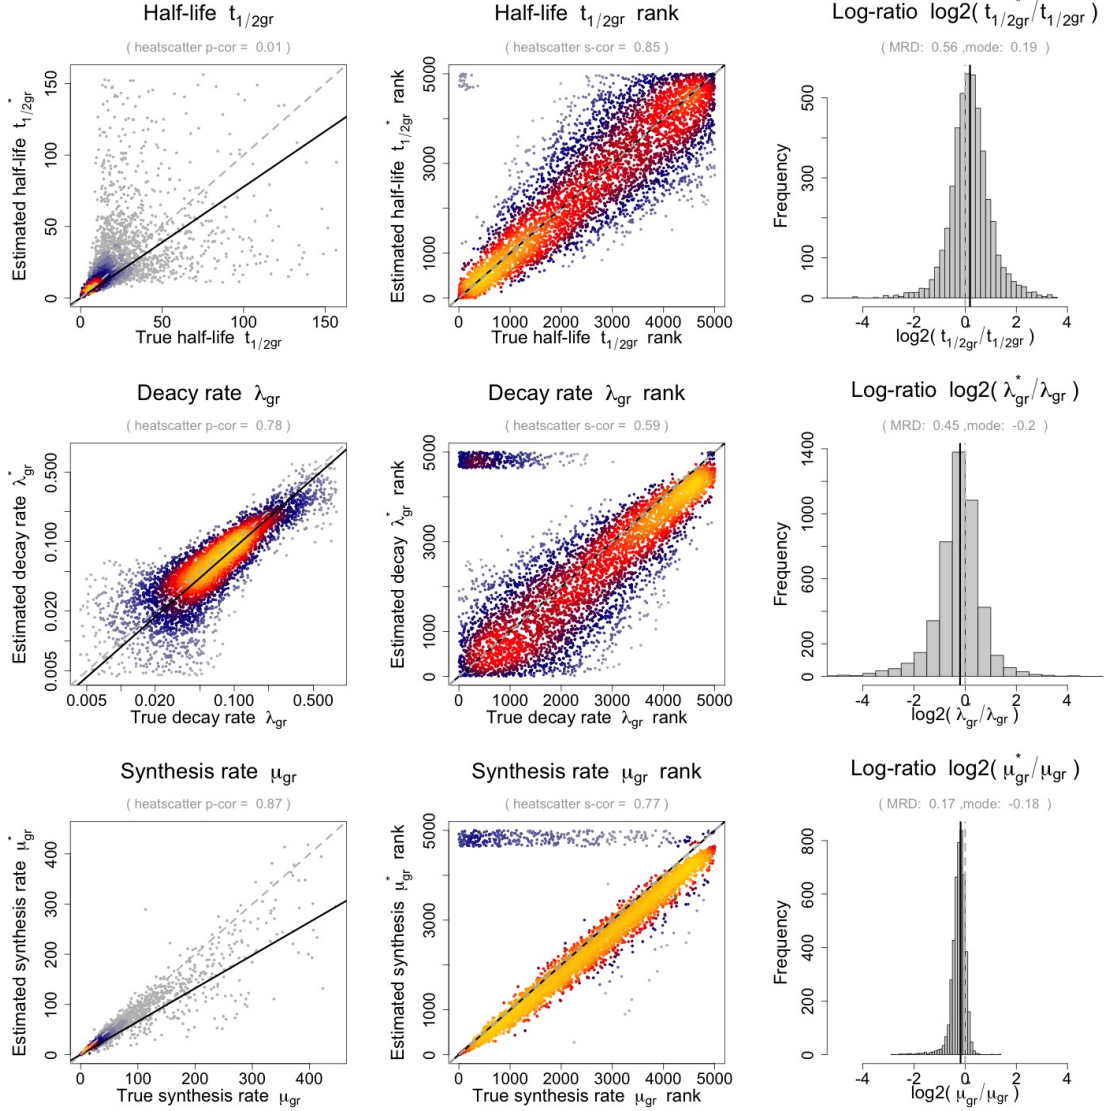 Half-life t1/2gr
( heatscatter p-cor = 0.01 )
Estimated half-life t*1/2gr
0 50 100 150
0 50 100 150
True half-life t1/2gr
Half-life t1/2gr rank
( heatscatter s-cor = 0.85 )
Estimated half-life t*1/2gr rank
0 1000 3000 5000
0 1000 2000 3000 4000 5000
True half-life t1/2gr rank
Log-ratio log2( t*1/2gr/t1/2gr )
( MRD: 0.56 ,mode: 0.19 )
Frequency
0 100 300 500
-4 -2 0 2 4
log2( t*1/2gr/t1/2gr )
Deacy rate λgr
( heatscatter p-cor = 0.78 )
Estimated decay rate λ*gr
0.005 0.020 0.100 0.500
0.005 0.020 0.100 0.500
True decay rate λgr
Decay rate λgr rank
( heatscatter s-cor = 0.59 )
Estimated decay λ*gr rank
0 1000 3000 5000
0 1000 2000 3000 4000 5000
True decay rate λgr rank
Log-ratio log2( λ*gr/λgr )
( MRD: 0.45 ,mode: -0.2 )
Frequency
0 200 600 1000 1400
-4 -2 0 2 4
log2( λ*gr/λgr )
Synthesis rate μgr
( heatscatter p-cor = 0.87 )
Estimated synthesis rate μ*gr
0 100 200 300 400
0 100 200 300 400
True synthesis rate μgr
Synthesis rate μgr rank
( heatscatter s-cor = 0.77 )
Estimated synthesis μ*gr rank
0 1000 3000 5000
0 1000 2000 3000 4000 5000
True synthesis rate μgr rank
Log-ratio log2( μ*gr/μgr )
( MRD: 0.17 ,mode: -0.18 )
Frequency
0 200 400 600 800
-4 -2 0 2 4
log2( μ*gr/μgr )